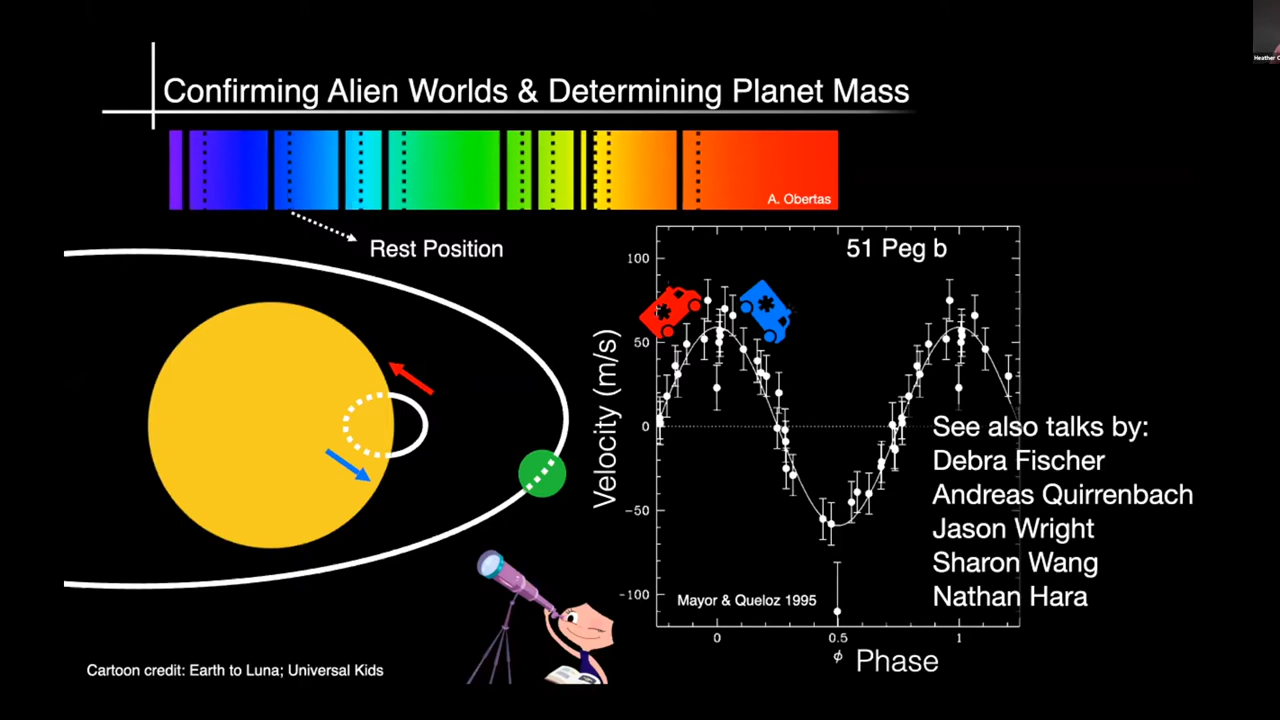 Heather C
Confirming Alien Worlds & Determining Planet Mass
A. Obertas
Rest Position
51 Peg b
100
50
0
-50
-100
Velocity (m/s)
See also talks by:
Debra Fischer
Andreas Quirrenbach
Jason Wright
Sharon Wang
Nathan Hara
Mayor & Queloz 1995
0
0.5
1
ϕ Phase
Cartoon credit: Earth to Luna; Universal Kids